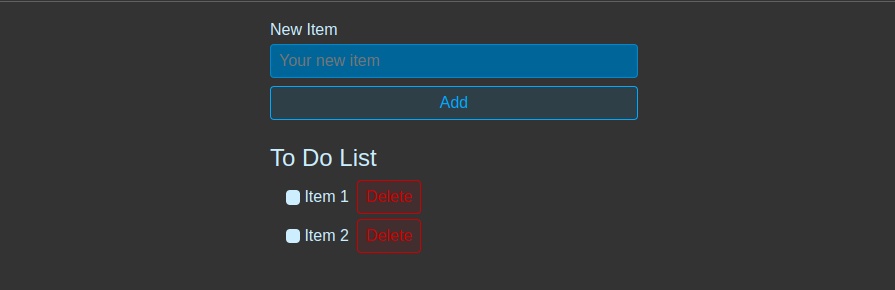 New Item
Your new item
Add
To Do List
Item 1 Delete
Item 2 Delete